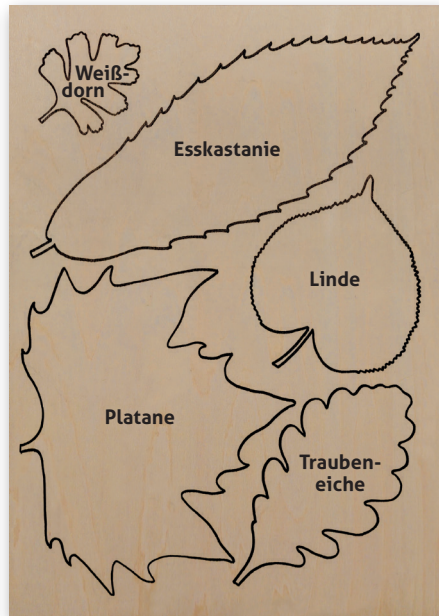 Weiß-
dorn
Esskastanie
Linde
Platane
Trauben-
eiche